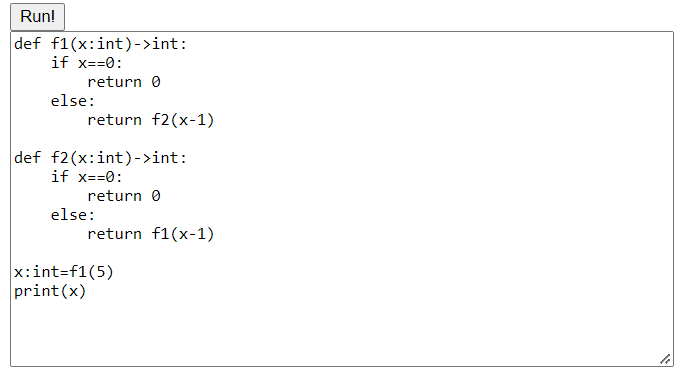 Run!
def f1(x:int)->int:
    if x==0:
        return 0
    else:
        return f2(x-1)

def f2(x:int)->int:
    if x==0:
        return 0
    else:
        return f1(x-1)

x:int=f1(5)
print(x)